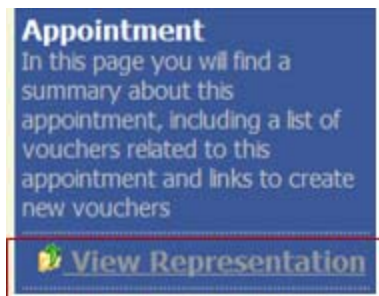 Appointment
In this page you will find a
summary about this
appointment, including a list of
vouchers related to this
appointment and links to create
new vouchers
View Representation